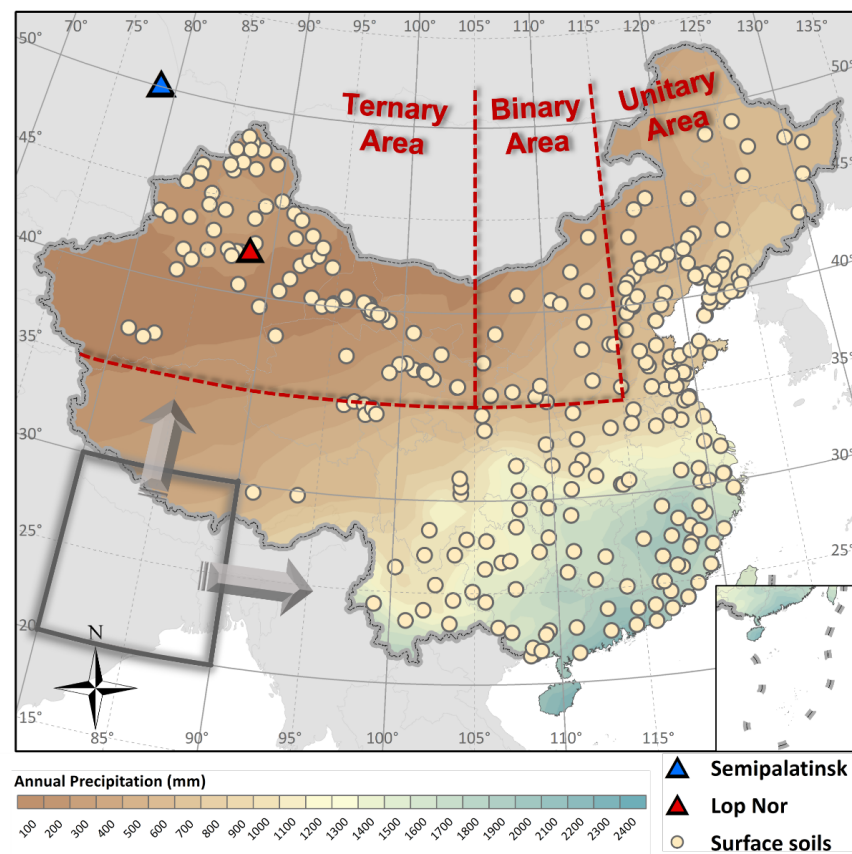 70° 75° 80° 85° 90° 95° 100° 105° 110° 115° 120° 125° 130° 135°
50°
50°
45°
45°
40°
40°
35°
35°
30°
30°
25°
25°
20°
15°
Ternary
Area
Binary
Area
Unitary
Area
N
85° 90° 95° 100° 105° 110° 115°
Annual Precipitation (mm)
100 200 300 400 500 600 700 800 900 1000 1100 1200 1300 1400 1500 1600 1700 1800 1900 2000 2100 2200 2300 2400
Semipalatinsk
Lop Nor
Surface soils